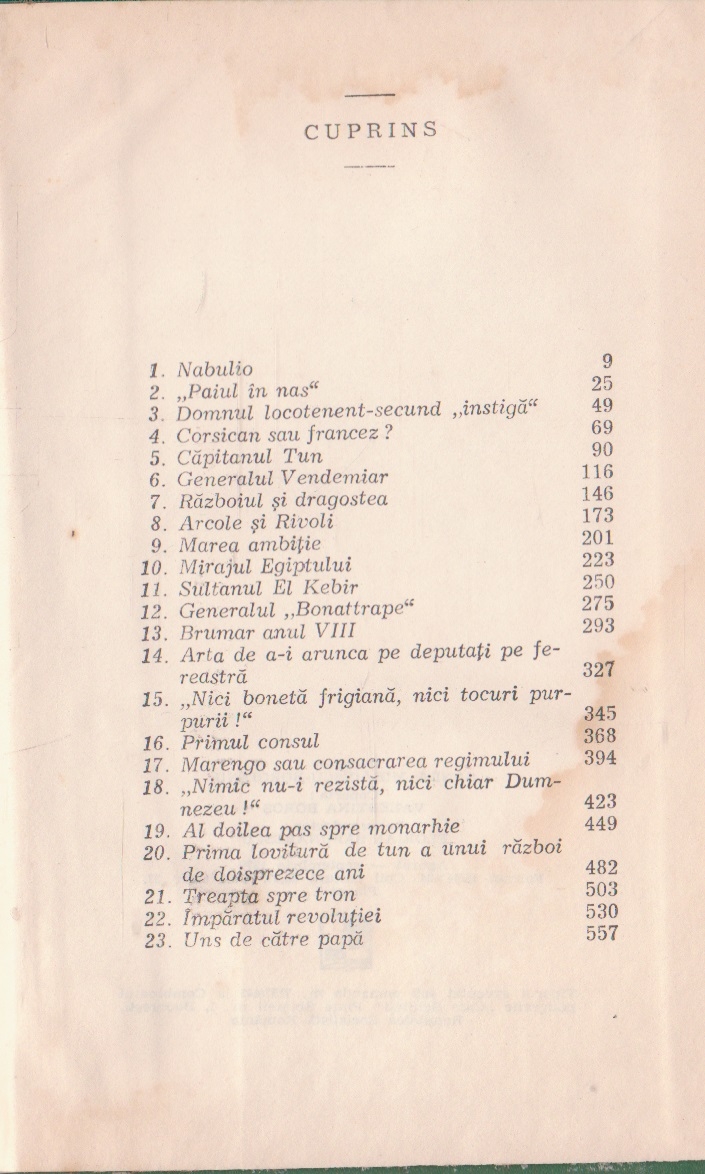 CUPRINS
1. Nabulio 9
2. „Paiul în nas“ 25
3. Domnul locotenent-secund „instigă“ 49
4. Corsican sau francez ? 69
5. Căpitanul Tun 90
6. Generalul Vendemiar 116
7. Războiul și dragostea 146
8. Arcole și Rivoli 173
9. Marea ambiție 201
10. Mirajul Egiptului 223
11. Sultanul El Kebir 250
12. Generalul „Bonattrape“ 275
13. Brumar anul VIII 293
14. Arta de a-i arunca pe deputați pe fe-
reastră 327
15. „Nici bonetă frigiană, nici tocuri pur-
purii !“ 345
16. Primul consul 368
17. Marengo sau consacrarea regimului 394
18. „Nimic nu-i rezistă, nici chiar Dum-
nezeu !“ 423
19. Al doilea pas spre monarhie 449
20. Prima lovitură de tun a unui război
de doisprezece ani 482
21. Treapta spre tron 503
22. Împăratul revoluției 530
23. Uns de către papă 557